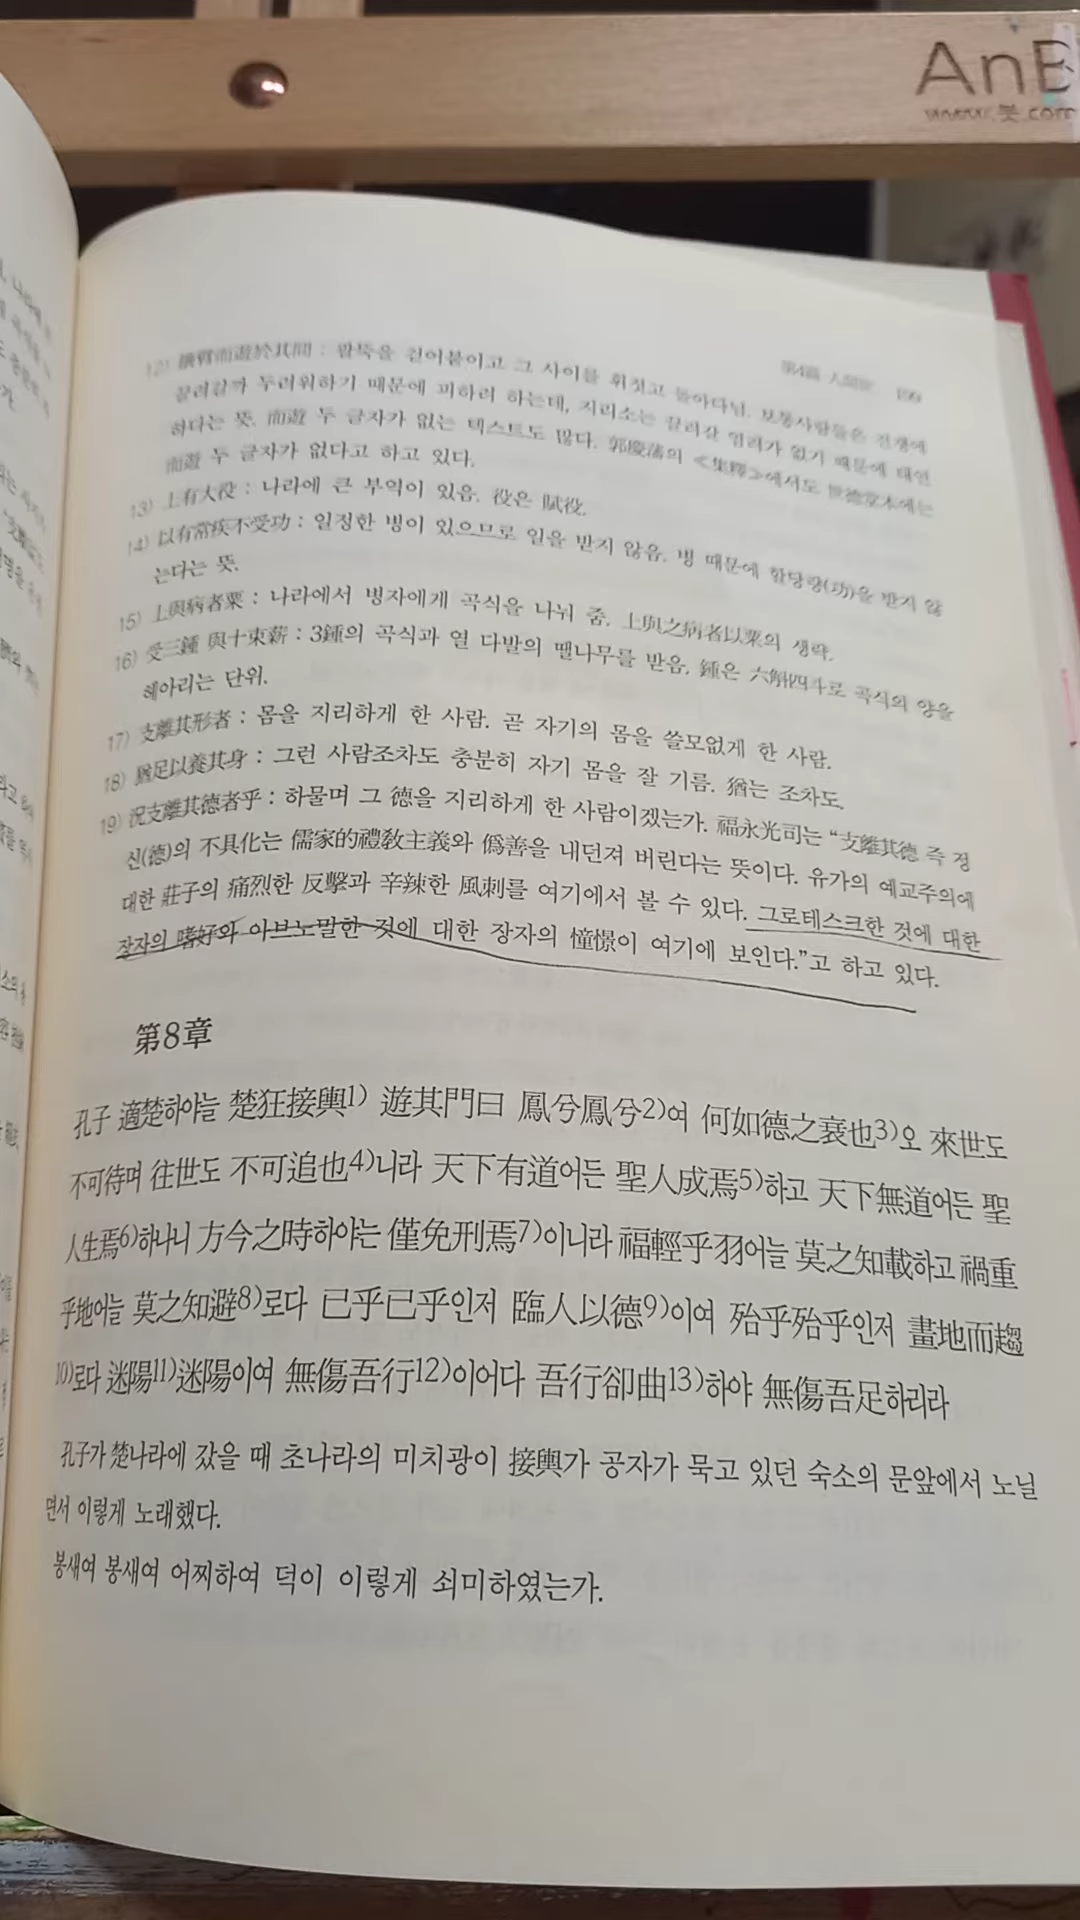 AnB
www.붓.com
第4篇 人間世 199
12) 攘臂而遊於其間 : 팔뚝을 걷어붙이고 그 사이를 휘젓고 돌아다님. 보통사람들은 전쟁에
끌려갈까 두려워하기 때문에 피하려 하는데, 지리소는 끌려갈 염려가 없기 때문에 태연
하다는 뜻. 而遊 두 글자가 없는 텍스트도 많다. 郭慶藩의 ≪集釋≫에서도 世德堂本에는
而遊 두 글자가 없다고 하고 있다.
13) 上有大役 : 나라에 큰 부역이 있음. 役은 賦役.
14) 以有常疾不受功 : 일정한 병이 있으므로 일을 받지 않음. 병 때문에 할당량(功)을 받지 않
는다는 뜻.
15) 上與病者粟 : 나라에서 병자에게 곡식을 나눠 줌. 上與之病者以粟의 생략.
16) 受三鍾 與十束薪 : 3鍾의 곡식과 열 다발의 땔나무를 받음. 鍾은 六斛四斗로 곡식의 양을
헤아리는 단위.
17) 支離其形者 : 몸을 지리하게 한 사람. 곧 자기의 몸을 쓸모없게 한 사람.
18) 猶足以養其身 : 그런 사람조차도 충분히 자기 몸을 잘 기름. 猶는 조차도.
19) 況支離其德者乎 : 하물며 그 德을 지리하게 한 사람이겠는가. 福永光司는 “支離其德 즉 정
신(德)의 不具化는 儒家的禮敎主義와 僞善을 내던져 버린다는 뜻이다. 유가의 예교주의에
대한 莊子의 痛烈한 反擊과 辛辣한 風刺를 여기에서 볼 수 있다. 그로테스크한 것에 대한
장자의 嗜好와 아브노말한 것에 대한 장자의 憧憬이 여기에 보인다.”고 하고 있다.
第8章
孔子 適楚하야늘 楚狂接輿1) 遊其門曰 鳳兮鳳兮2)여 何如德之衰也3)오 來世도
不可待며 往世도 不可追也4)니라 天下有道어든 聖人成焉5)하고 天下無道어든 聖
人生焉6)하나니 方今之時하야는 僅免刑焉7)이니라 福輕乎羽어늘 莫之知載하고 禍重
乎地어늘 莫之知避8)로다 已乎已乎인저 臨人以德9)이여 殆乎殆乎인저 畫地而趨
10)로다 迷陽11)迷陽이여 無傷吾行12)이어다 吾行卻曲13)하야 無傷吾足하리라
孔子가 楚나라에 갔을 때 초나라의 미치광이 接輿가 공자가 묵고 있던 숙소의 문앞에서 노닐
면서 이렇게 노래했다.
봉새여 봉새여 어찌하여 덕이 이렇게 쇠미하였는가.